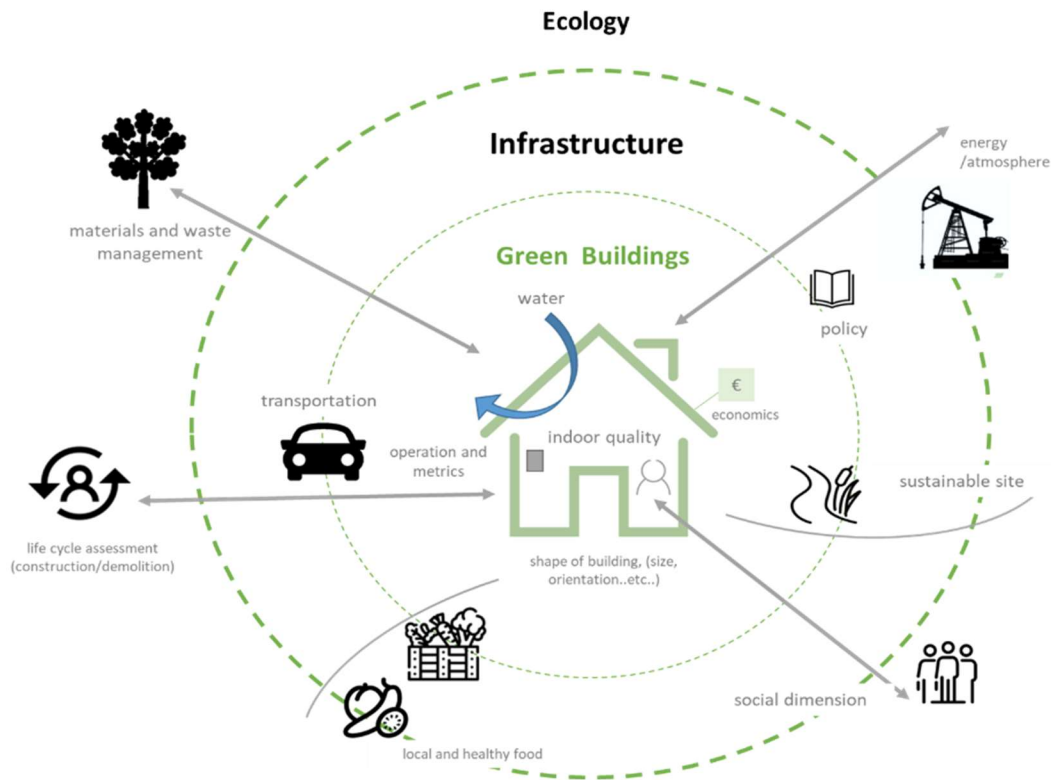 Ecology
Infrastructure
energy
/atmosphere
materials and waste
management
Green Buildings
water
policy
€
economics
transportation
indoor quality
operation and
metrics
sustainable site
life cycle assessment
(construction/demolition)
shape of building, (size,
orientation..etc..)
social dimension
local and healthy food